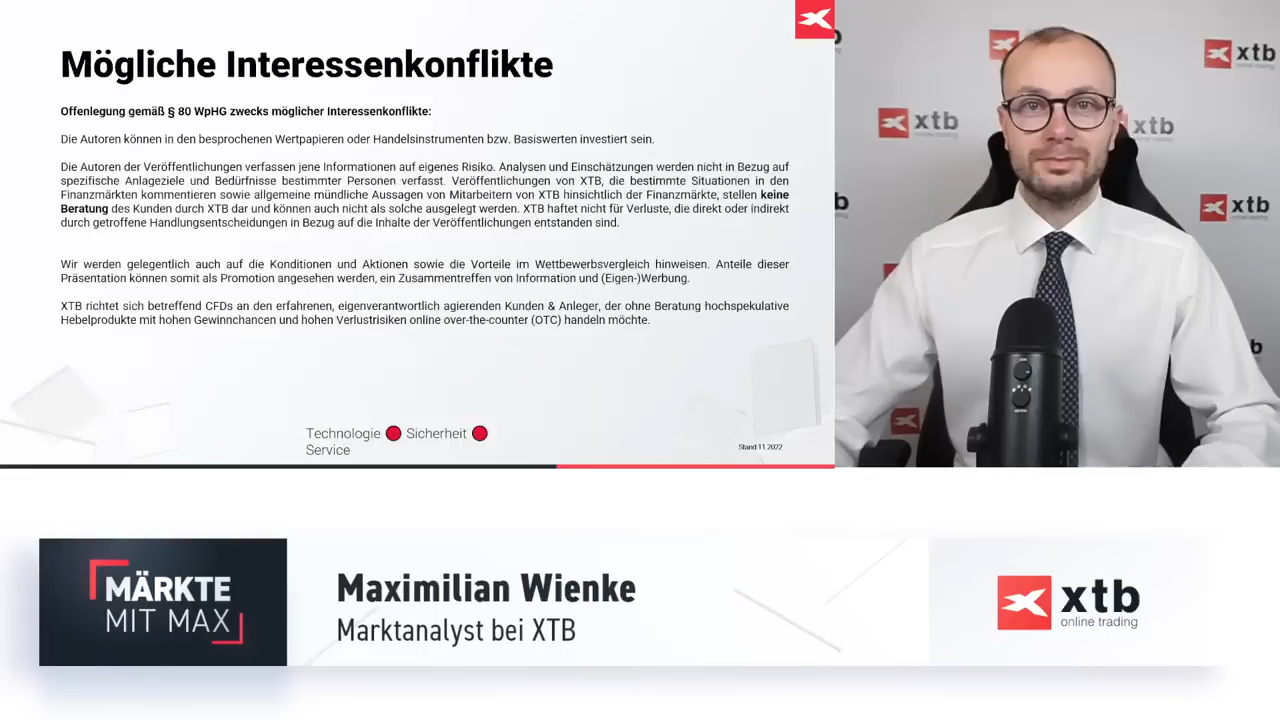 Mögliche Interessenkonflikte
Offenlegung gemäß § 80 WpHG zwecks möglicher Interessenkonflikte:
Die Autoren können in den besprochenen Wertpapieren oder Handelsinstrumenten bzw. Basiswerten investiert sein.
Die Autoren der Veröffentlichungen verfassen jene Informationen auf eigenes Risiko. Analysen und Einschätzungen werden nicht in Bezug auf
spezifische Anlageziele und Bedürfnisse bestimmter Personen verfasst. Veröffentlichungen von XTB, die bestimmte Situationen in den
Finanzmärkten kommentieren sowie allgemeine mündliche Aussagen von Mitarbeitern von XTB hinsichtlich der Finanzmärkte, stellen keine
Beratung des Kunden durch XTB dar und können auch nicht als solche ausgelegt werden. XTB haftet nicht für Verluste, die direkt oder indirekt
durch getroffene Handlungsentscheidungen in Bezug auf die Inhalte der Veröffentlichungen entstanden sind.
Wir werden gelegentlich auch auf die Konditionen und Aktionen sowie die Vorteile im Wettbewerbsvergleich hinweisen. Anteile dieser
Präsentation können somit als Promotion angesehen werden, ein Zusammentreffen von Information und (Eigen-)Werbung.
XTB richtet sich betreffend CFDs an den erfahrenen, eigenverantwortlich agierenden Kunden & Anleger, der ohne Beratung hochspekulative
Hebelprodukte mit hohen Gewinnchancen und hohen Verlustrisiken online over-the-counter (OTC) handeln möchte.
Technologie Sicherheit
Service
Stand 11.2022
xtb
online trading
xtb
xtb
xtb
MÄRKTE
MIT MAX
Maximilian Wienke
Marktanalyst bei XTB
xtb
online trading